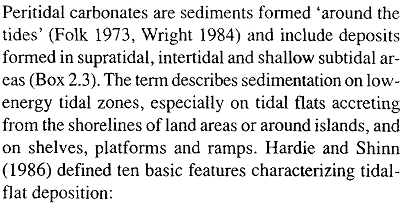 Peritidal carbonates are sediments formed ‘around the
tides’ (Folk 1973, Wright 1984) and include deposits
formed in supratidal, intertidal and shallow subtidal ar-
eas (Box 2.3). The term describes sedimentation on low-
energy tidal zones, especially on tidal flats accreting
from the shorelines of land areas or around islands, and
on shelves, platforms and ramps. Hardie and Shinn
(1986) defined ten basic features characterizing tidal-
flat deposition: